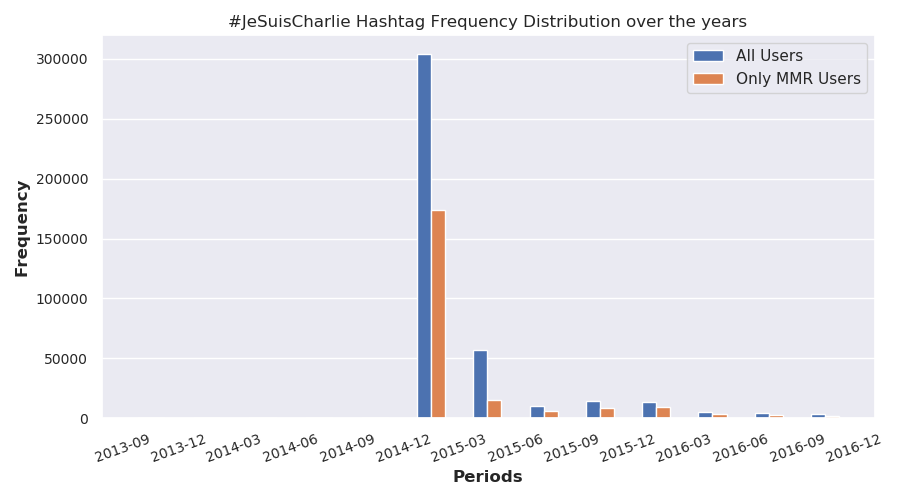 #JeSuisCharlie Hashtag Frequency Distribution over the years
All Users
Only MMR Users
Frequency
300000
250000
200000
150000
100000
50000
0
2013-09 2013-12 2014-03 2014-06 2014-09 2014-12 2015-03 2015-06 2015-09 2015-12 2016-03 2016-06 2016-09 2016-12
Periods